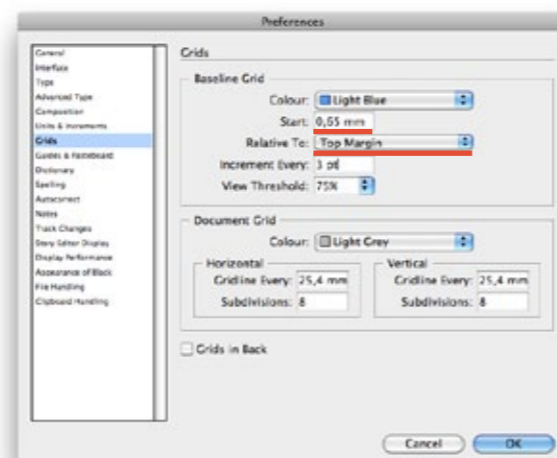 Preferences
General
Interface
Type
Advanced Type
Composition
Units & Increments
Grids
Guides & Pasteboard
Dictionary
Spelling
Autocorrect
Notes
Track Changes
Story Editor Display
Display Performance
Appearance of Black
File Handling
Clipboard Handling
Grids
Baseline Grid
Colour: Light Blue
Start: 0,65 mm
Relative To: Top Margin
Increment Every: 3 pt
View Threshold: 75%
Document Grid
Colour: Light Grey
Horizontal
Gridline Every: 25,4 mm
Subdivisions: 8
Vertical
Gridline Every: 25,4 mm
Subdivisions: 8
Grids in Back
Cancel
OK